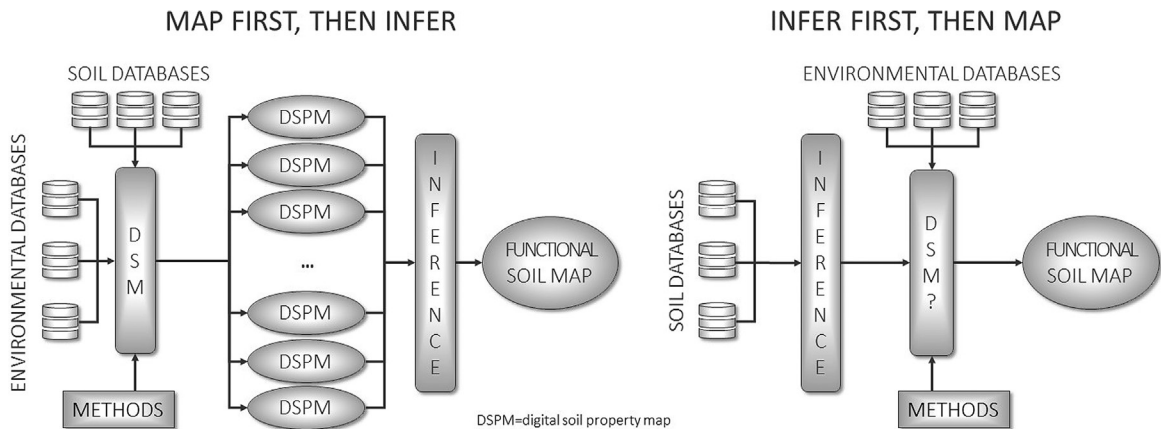 MAP FIRST, THEN INFER
SOIL DATABASES
ENVIRONMENTAL DATABASES
DSM
METHODS
DSPM
DSPM
DSPM
...
DSPM
DSPM
DSPM
INFERENCE
FUNCTIONAL
SOIL MAP
DSPM=digital soil property map
INFER FIRST, THEN MAP
ENVIRONMENTAL DATABASES
SOIL DATABASES
INFERENCE
DSM?
METHODS
FUNCTIONAL
SOIL MAP